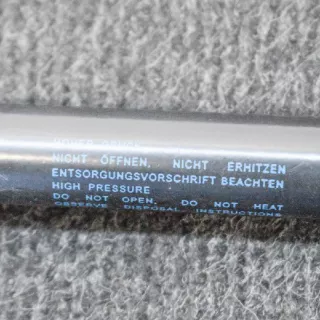 NICHT ÖFFNEN, NICHT ERHITZEN
ENTSORGUNGSVORSCHRIFT BEACHTEN
HIGH PRESSURE
DO NOT OPEN, DO NOT HEAT
OBSERVE DISPOSAL INSTRUCTIONS